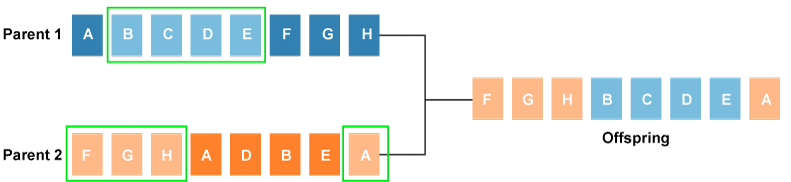 Parent 1 A B C D E F G H
F G H B C D E A
Offspring
Parent 2 F G H A D B E A